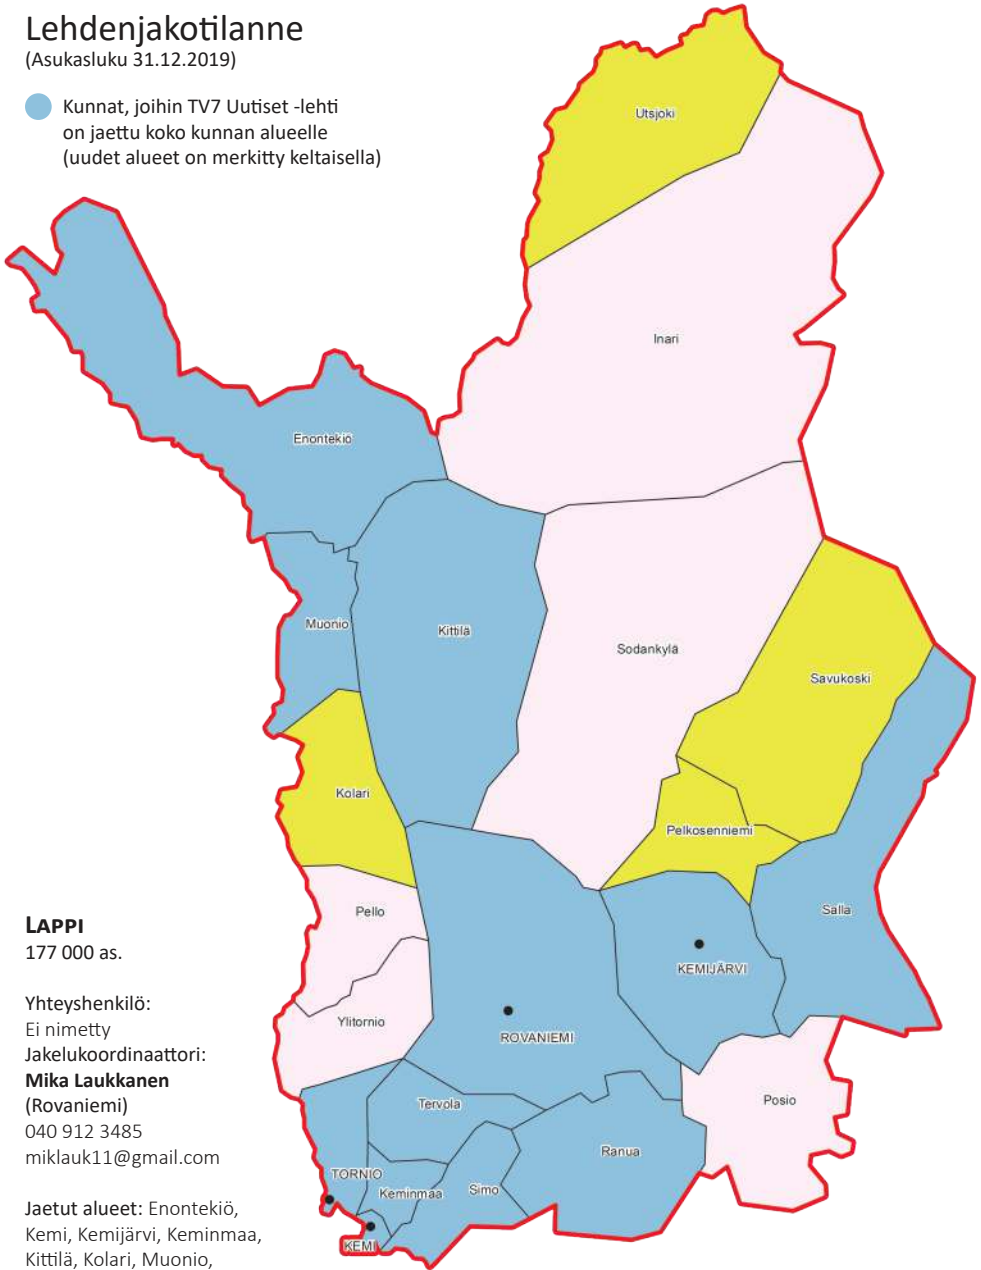 Lehdenjakotilanne
(Asukasluku 31.12.2019)
Kunnat, joihin TV7 Uutiset -lehti
on jaettu koko kunnan alueelle
(uudet alueet on merkitty keltaisella)
Utsjoki
Inari
Enontekiö
Muonio
Kittilä
Sodankylä
Savukoski
Kolari
Pelkosenniemi
Pello
Salla
KEMIJÄRVI
Ylitornio
ROVANIEMI
Tervola
Posio
Ranua
TORNIO
Keminmaa
Simo
KEMI
LAPPI
177 000 as.
Yhteyshenkilö:
Ei nimetty
Jakelukoordinaattori:
Mika Laukkanen
(Rovaniemi)
040 912 3485
miklauk11@gmail.com
Jaetut alueet: Enontekiö,
Kemi, Kemijärvi, Keminmaa,
Kittilä, Kolari, Muonio,